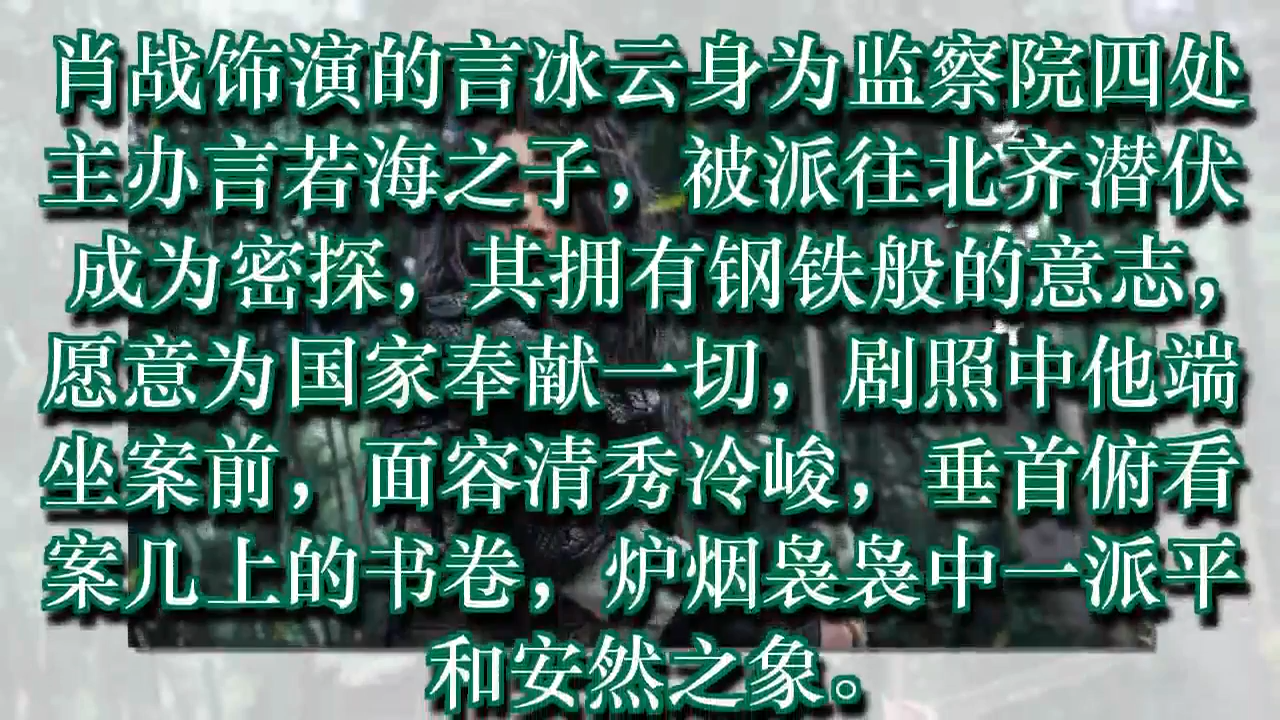 肖战饰演的言冰云身为监察院四处
主办言若海之子，被派往北齐潜伏
成为密探，其拥有钢铁般的意志，
愿意为国家奉献一切，剧照中他端
坐案前，面容清秀冷峻，垂首俯看
案几上的书卷，炉烟袅袅中一派平
和安然之象。